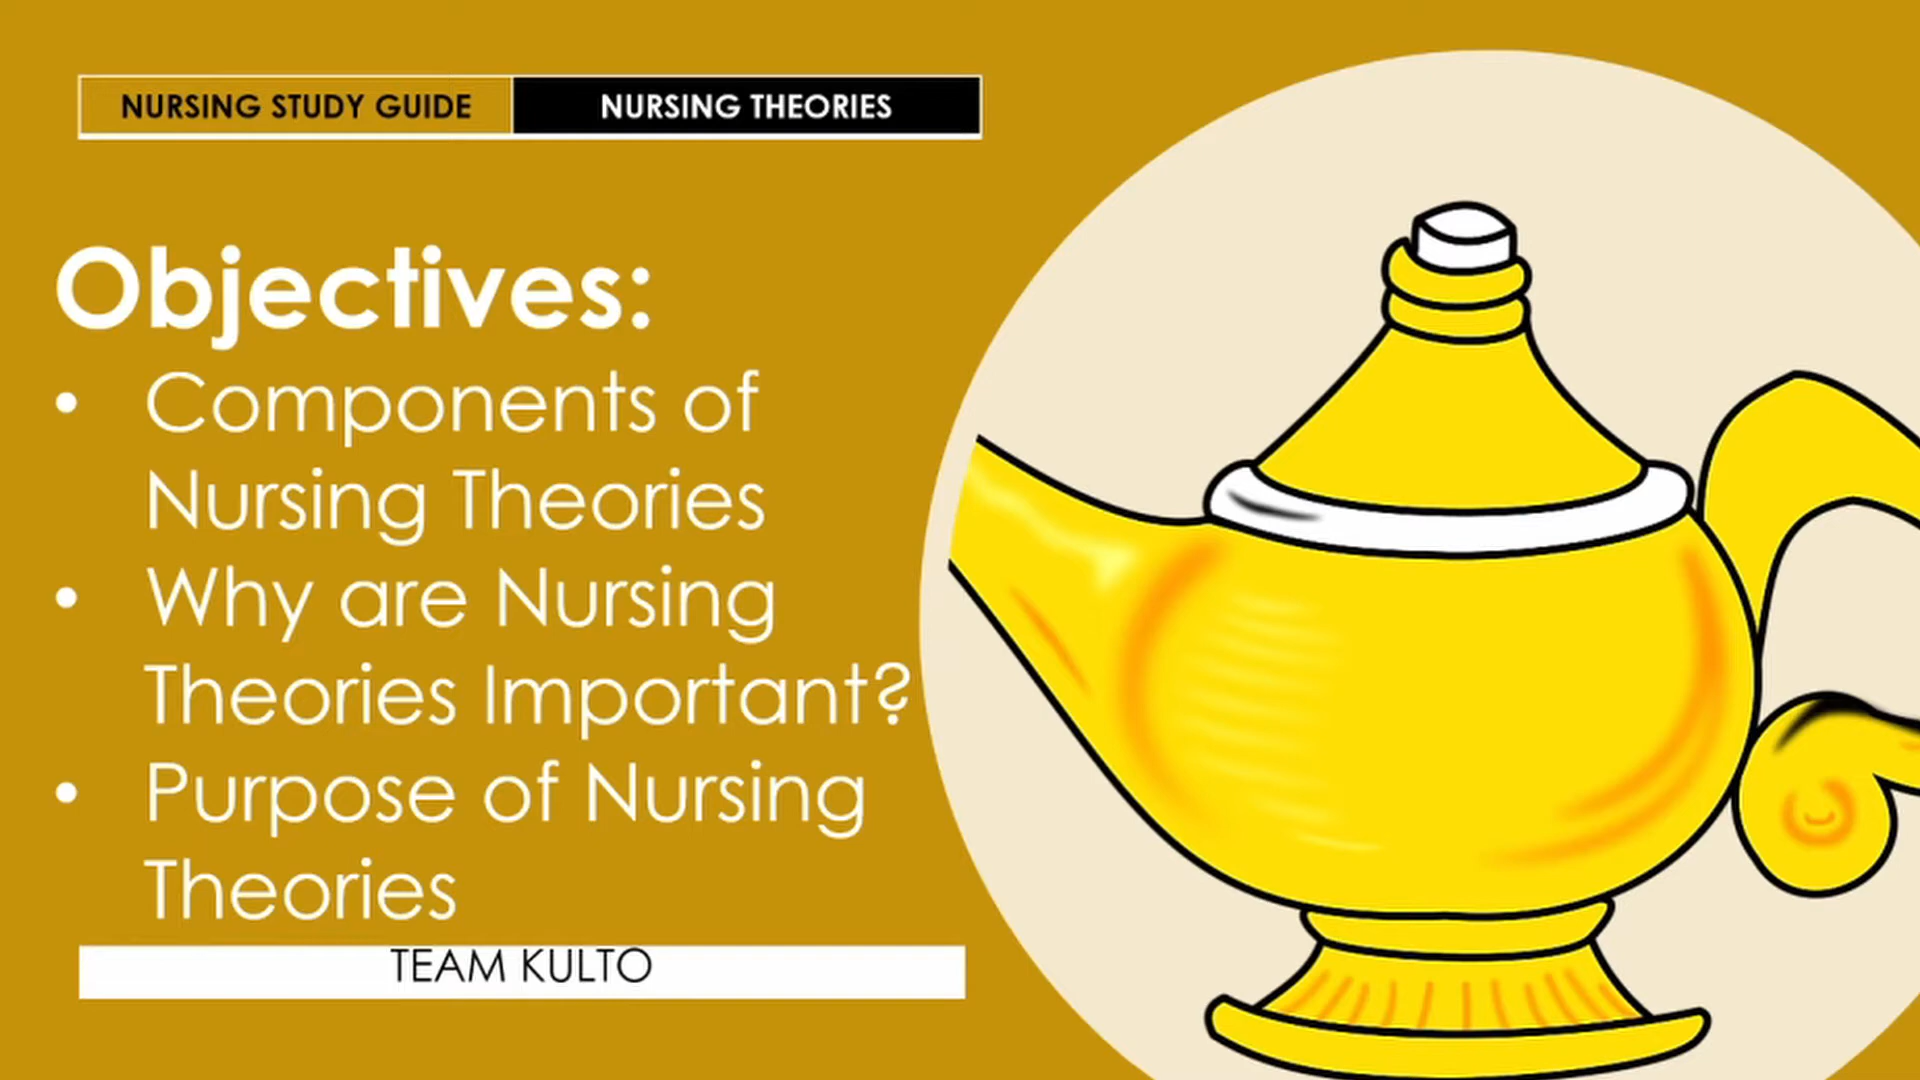 NURSING STUDY GUIDE NURSING THEORIES
Objectives:
• Components of
Nursing Theories
• Why are Nursing
Theories Important?
• Purpose of Nursing
Theories
TEAM KULTO